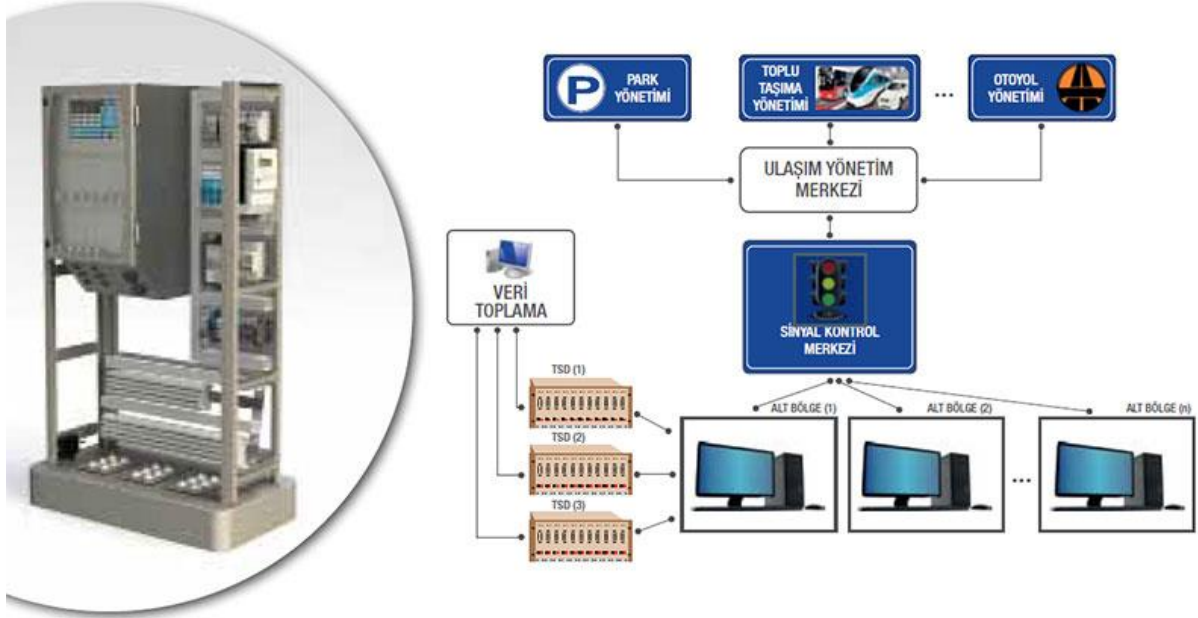 P
PARK
YÖNETİMİ
TOPLU
TAŞIMA
YÖNETİMİ
...
OTOYOL
YÖNETİMİ
ULAŞIM YÖNETİM
MERKEZİ
VERİ
TOPLAMA
SİNYAL KONTROL
MERKEZİ
TSD (1)
TSD (2)
TSD (3)
ALT BÖLGE (1)
ALT BÖLGE (2)
...
ALT BÖLGE (n)